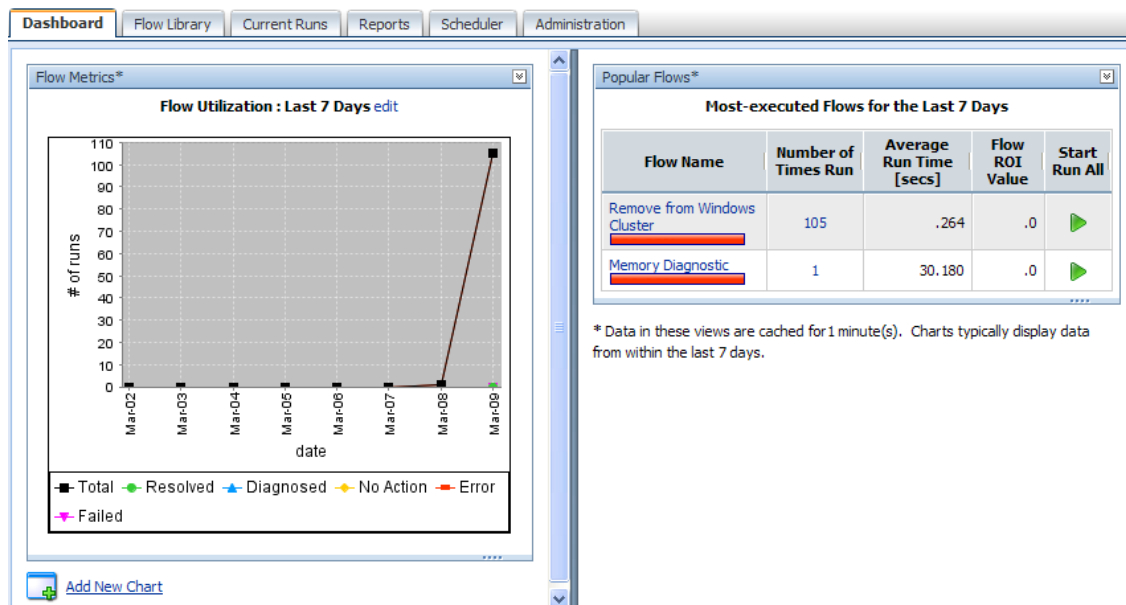 Dashboard Flow Library Current Runs Reports Scheduler Administration
Flow Metrics*
Flow Utilization : Last 7 Days edit
110
100
90
80
70
60
50
40
30
20
10
0
# of runs
Mar-02 Mar-03 Mar-04 Mar-05 Mar-06 Mar-07 Mar-08 Mar-09
date
Total Resolved Diagnosed No Action Error
Failed
Add New Chart
Popular Flows*
Most-executed Flows for the Last 7 Days
Flow Name Number of Times Run Average Run Time [secs] Flow ROI Value Start Run All
Remove from Windows
Cluster
105 .264 .0
Memory Diagnostic 1 30.180 .0
* Data in these views are cached for 1 minute(s). Charts typically display data
from within the last 7 days.